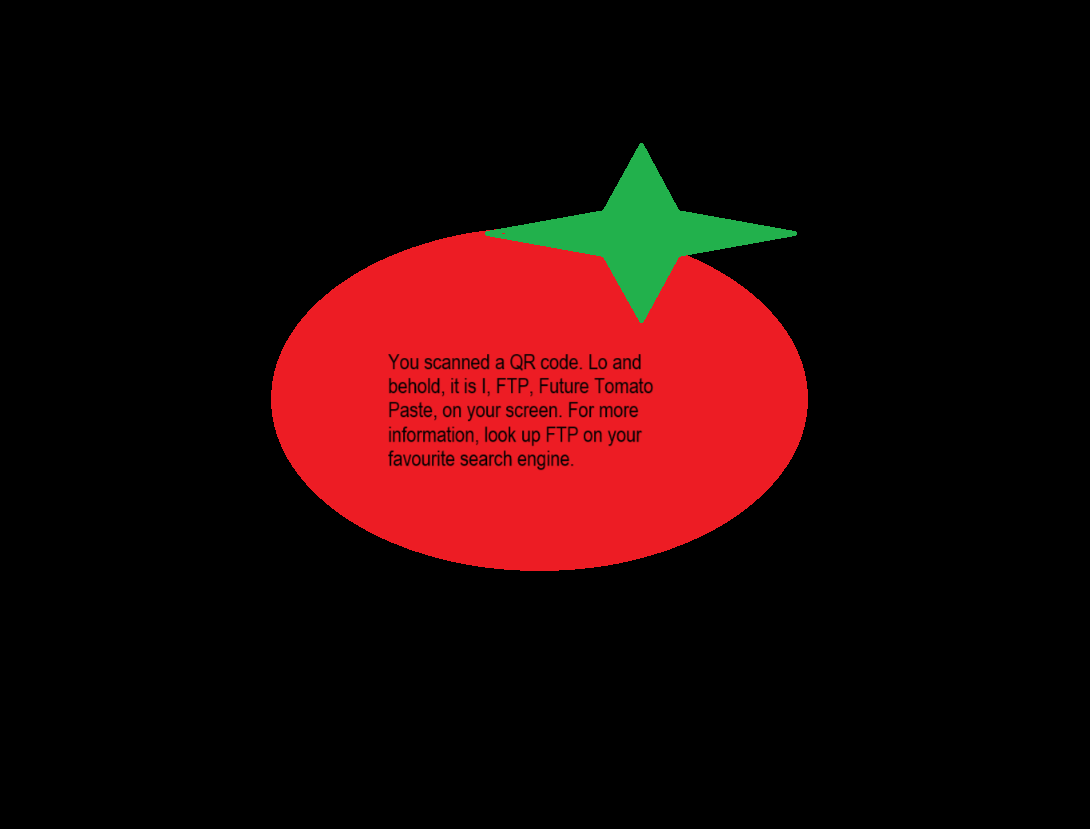 You scanned a QR code. Lo and
behold, it is I, FTP, Future Tomato
Paste, on your screen. For more
information, look up FTP on your
favourite search engine.